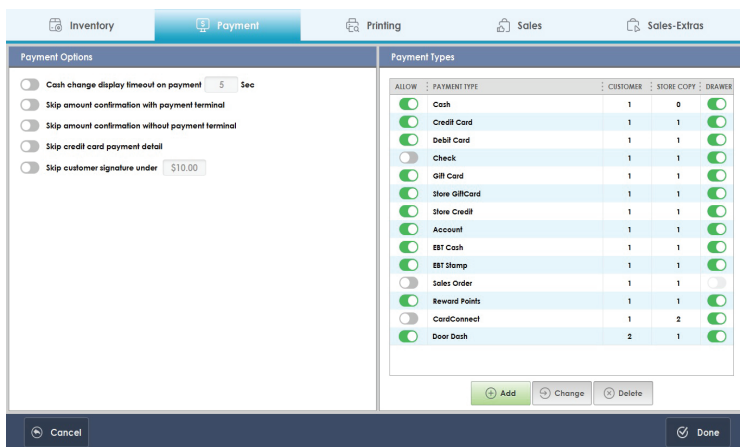 Inventory
Payment
Printing
Sales
Sales-Extras
Payment Options
Cash change display timeout on payment 5 Sec
Skip amount confirmation with payment terminal
Skip amount confirmation without payment terminal
Skip credit card payment detail
Skip customer signature under $10.00
Payment Types
ALLOW PAYMENT TYPE CUSTOMER STORE COPY DRAWER
Cash 1 0
Credit Card 1 1
Debit Card 1 1
Check 1 1
Gift Card 1 1
Store GiftCard 1 1
Store Credit 1 1
Account 1 1
EBT Cash 1 1
EBT Stamp 1 1
Sales Order 1 1
Reward Points 1 1
CardConnect 1 2
Door Dash 2 1
Add Change Delete
Cancel Done